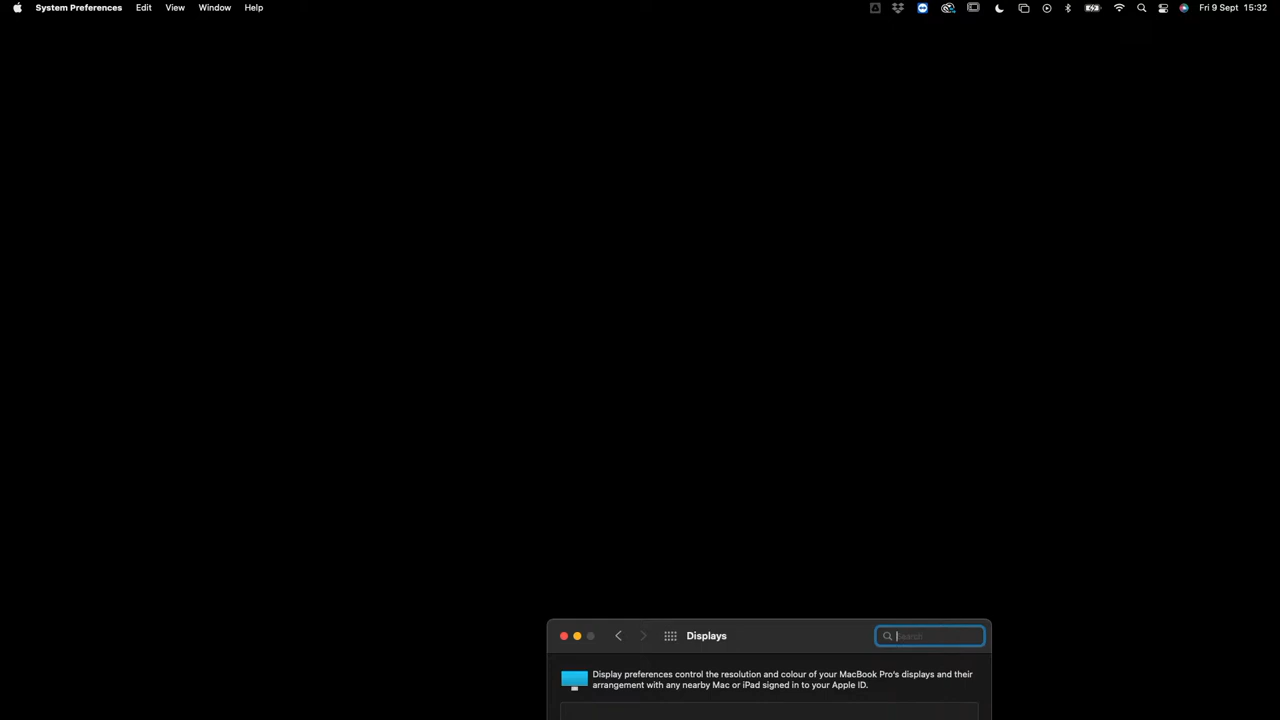 System Preferences Edit View Window Help Fri 9 Sept 15:32
Displays Search
Display preferences control the resolution and colour of your MacBook Pro's displays and their
arrangement with any nearby Mac or iPad signed in to your Apple ID.